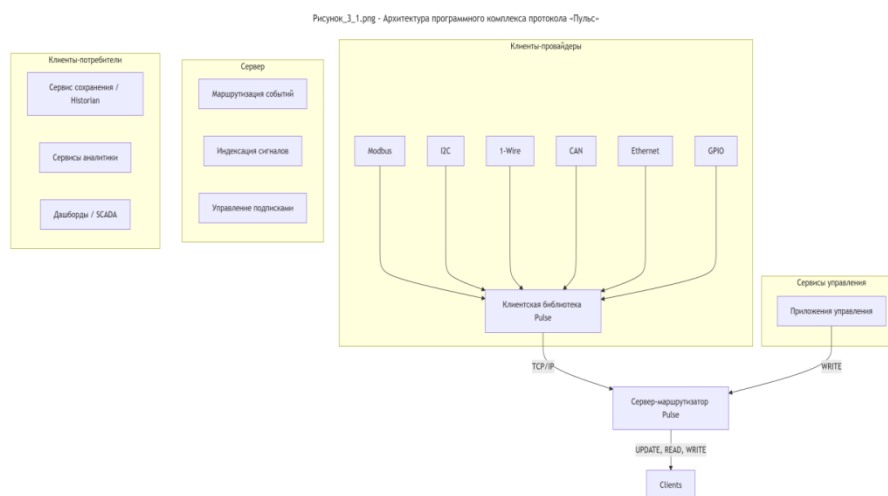 Рисунок_3_1.png - Архитектура программного комплекса протокола «Пульс»
Клиенты-потребители
Сервис сохранения /
Historian
Сервисы аналитики
Дашборды / SCADA
Сервер
Маршрутизация событий
Индексация сигналов
Управление подписками
Клиенты-провайдеры
Modbus
I2C
1-Wire
CAN
Ethernet
GPIO
Клиентская библиотека
Pulse
Сервисы управления
Приложения управления
TCP/IP
WRITE
Сервер-маршрутизатор
Pulse
UPDATE, READ, WRITE
Clients